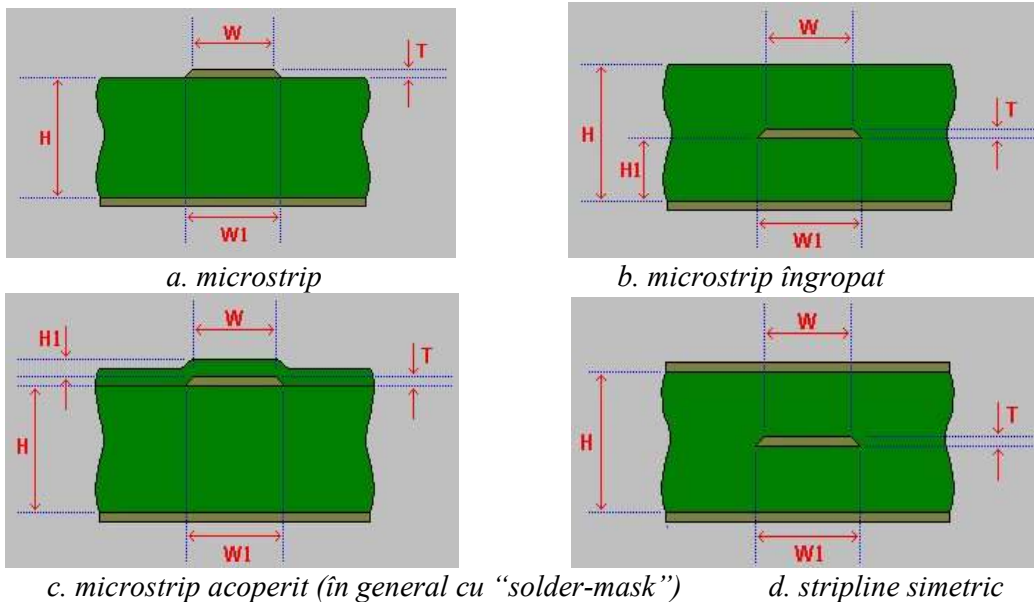 W
T
H
W1
a. microstrip
W
T
H
H1
W1
b. microstrip îngropat
W
H1
T
H
W1
c. microstrip acoperit (în general cu “solder-mask”)
W
T
H
W1
d. stripline simetric